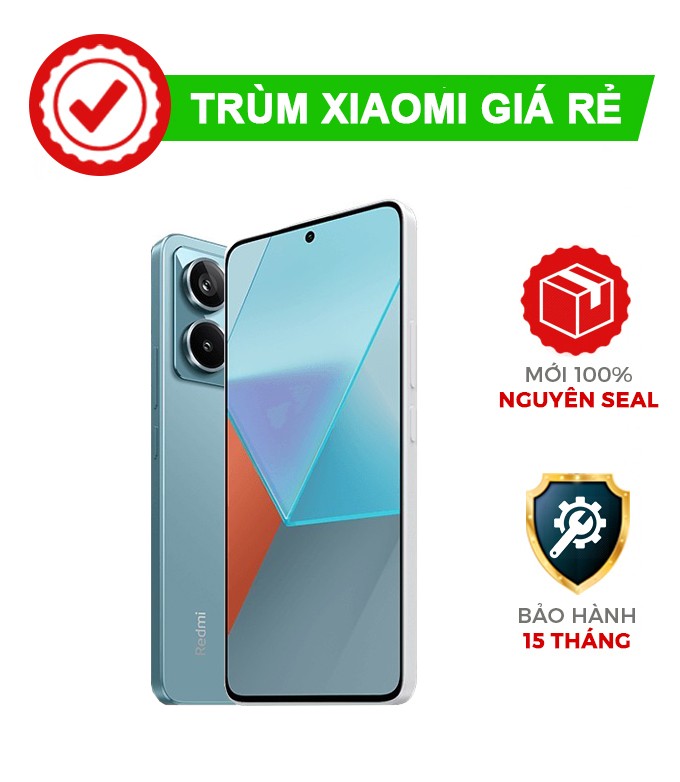 TRÙM XIAOMI GIÁ RẺ
MỚI 100%
NGUYÊN SEAL
BẢO HÀNH
15 THÁNG
Redmi